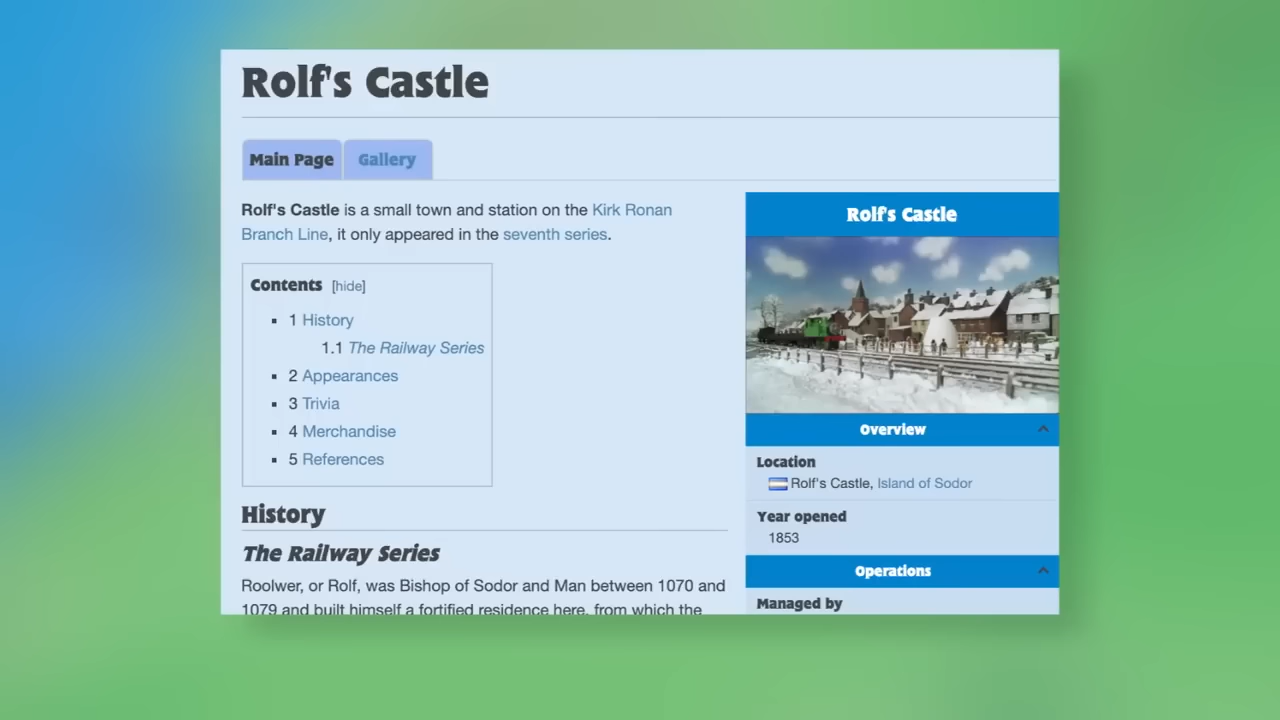 Rolf's Castle
Main Page
Gallery
Rolf's Castle is a small town and station on the Kirk Ronan
Branch Line, it only appeared in the seventh series.
Contents [hide]
1 History
1.1 The Railway Series
2 Appearances
3 Trivia
4 Merchandise
5 References
History
The Railway Series
Roolwer, or Rolf, was Bishop of Sodor and Man between 1070 and
1079 and built himself a fortified residence here, from which the
Rolf's Castle
Overview
Location
Rolf's Castle, Island of Sodor
Year opened
1853
Operations
Managed by